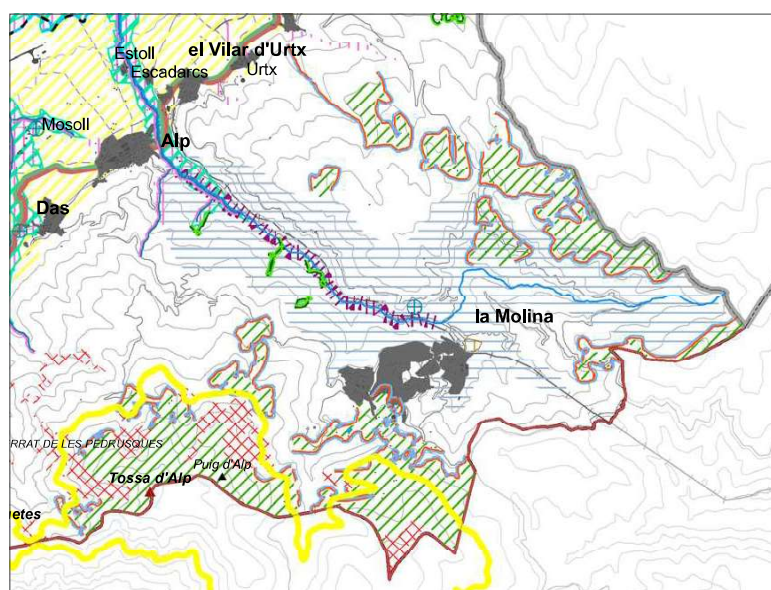 Estoll
el Vilar d'Urtx
Escadarcs
Urtx
Mosoll
Alp
Das
la Molina
RRAT DE LES PEDRUSQUES
Puig d'Alp
Tossa d'Alp
uetes